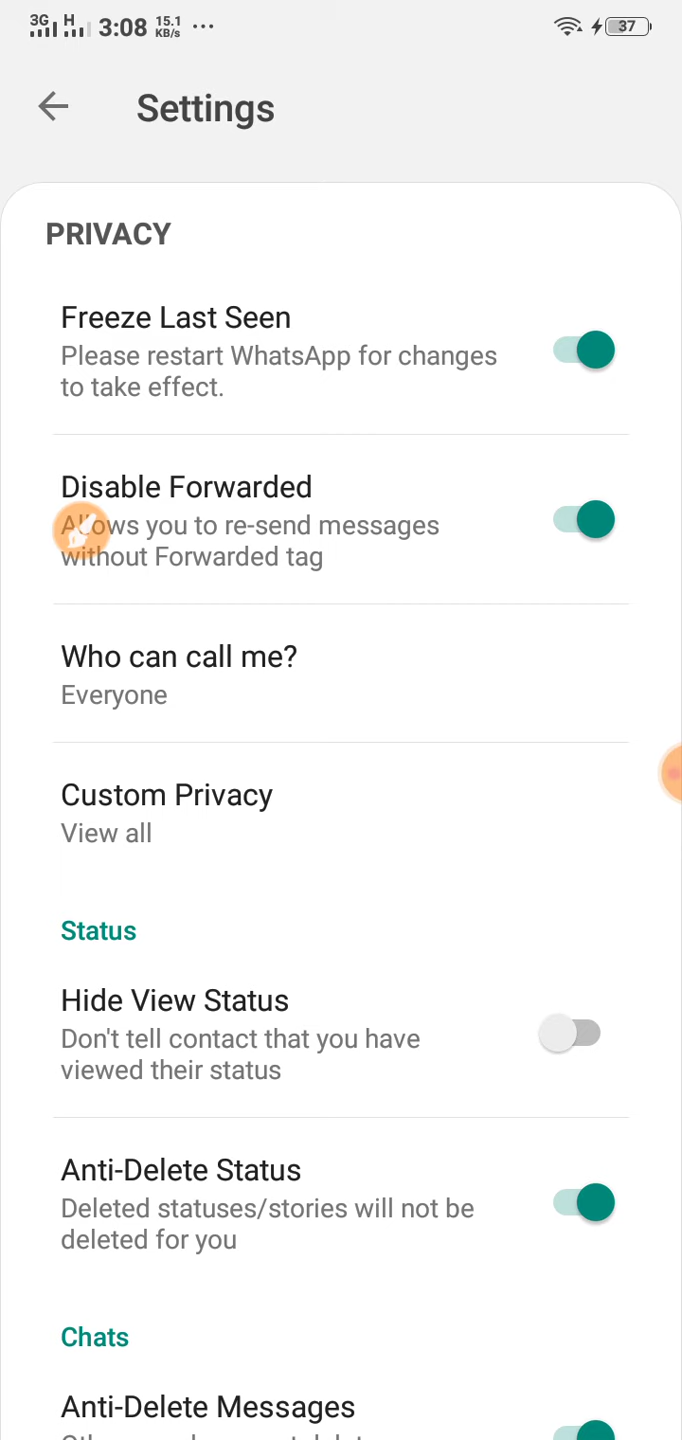 3G H 3:08 15.1 KB/s ... 37
Settings
PRIVACY
Freeze Last Seen
Please restart WhatsApp for changes
to take effect.
Disable Forwarded
Allows you to re-send messages
without Forwarded tag
Who can call me?
Everyone
Custom Privacy
View all
Status
Hide View Status
Don't tell contact that you have
viewed their status
Anti-Delete Status
Deleted statuses/stories will not be
deleted for you
Chats
Anti-Delete Messages